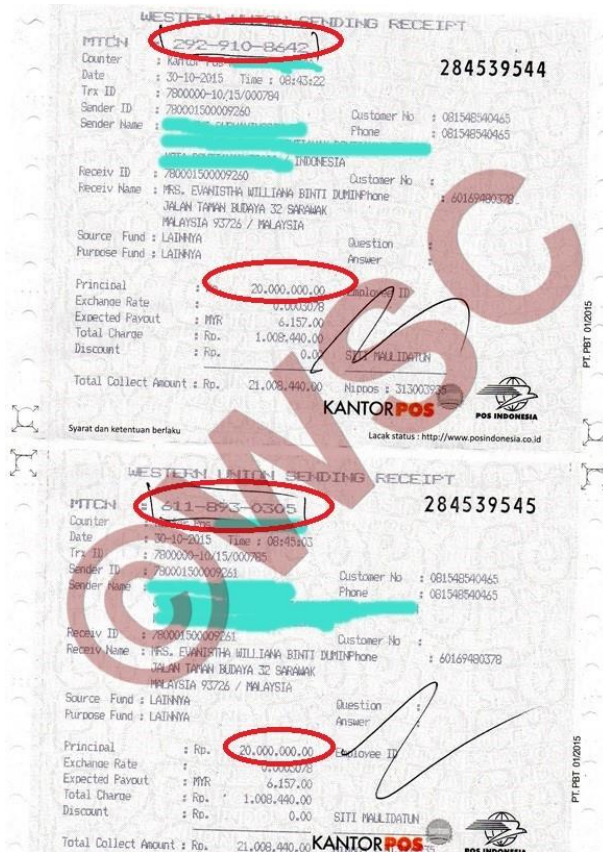 WESTERN UNION SENDING RECEIPT
MTCN : 292-910-8642
284539544
Counter : Kantor Pos
Date : 30-10-2015 Time : 08:43:22
Trx ID : 7800000-10/15/000784
Sender ID : 780001500009260 Customer No : 081548540465
Sender Name : Phone : 081548540465
INDONESIA
Receiv ID : 780001500009260 Customer No :
Receiv Name : MRS. EVANISTHA WILLIANA BINTI DUMINPhone : 60169480378
JALAN TAMAN BUDAYA 32 SARAWAK
MALAYSIA 93726 / MALAYSIA
Source Fund : LAINNYA Question :
Purpose Fund : LAINNYA Answer :
Principal : Rp. 20.000.000.00 Employee ID
Exchange Rate : 0.0003078
Expected Payout : MYR 6.157.00
Total Charge : Rp. 1.008.440.00
Discount : Rp. 0.00 SITI MAULIDATUN
Total Collect Amount : Rp. 21.008.440.00 Nippos : 313003935
KANTORPOS POS INDONESIA
Syarat dan ketentuan berlaku Lacak status : http://www.posindonesia.co.id
PT. PBT 01/2015
©WSC
WESTERN UNION SENDING RECEIPT
MTCN : 611-893-0305
284539545
Counter :
Date : 30-10-2015 Time : 08:45:03
Trx ID : 7800000-10/15/000785
Sender ID : 780001500009261 Customer No : 081548540465
Sender Name : Phone : 081548540465
Receiv ID : 780001500009261 Customer No :
Receiv Name : MRS. EVANISTHA WILLIANA BINTI DUMINPhone : 60169480378
JALAN TAMAN BUDAYA 32 SARAWAK
MALAYSIA 93726 / MALAYSIA
Source Fund : LAINNYA Question :
Purpose Fund : LAINNYA Answer :
Principal : Rp. 20.000.000.00 Employee ID
Exchange Rate : 0.0003078
Expected Payout : MYR 6.157.00
Total Charge : Rp. 1.008.440.00
Discount : Rp. 0.00 SITI MAULIDATUN
Total Collect Amount : Rp. 21.008.440.00
KANTORPOS POS INDONESIA
PT. PBT 01/2015